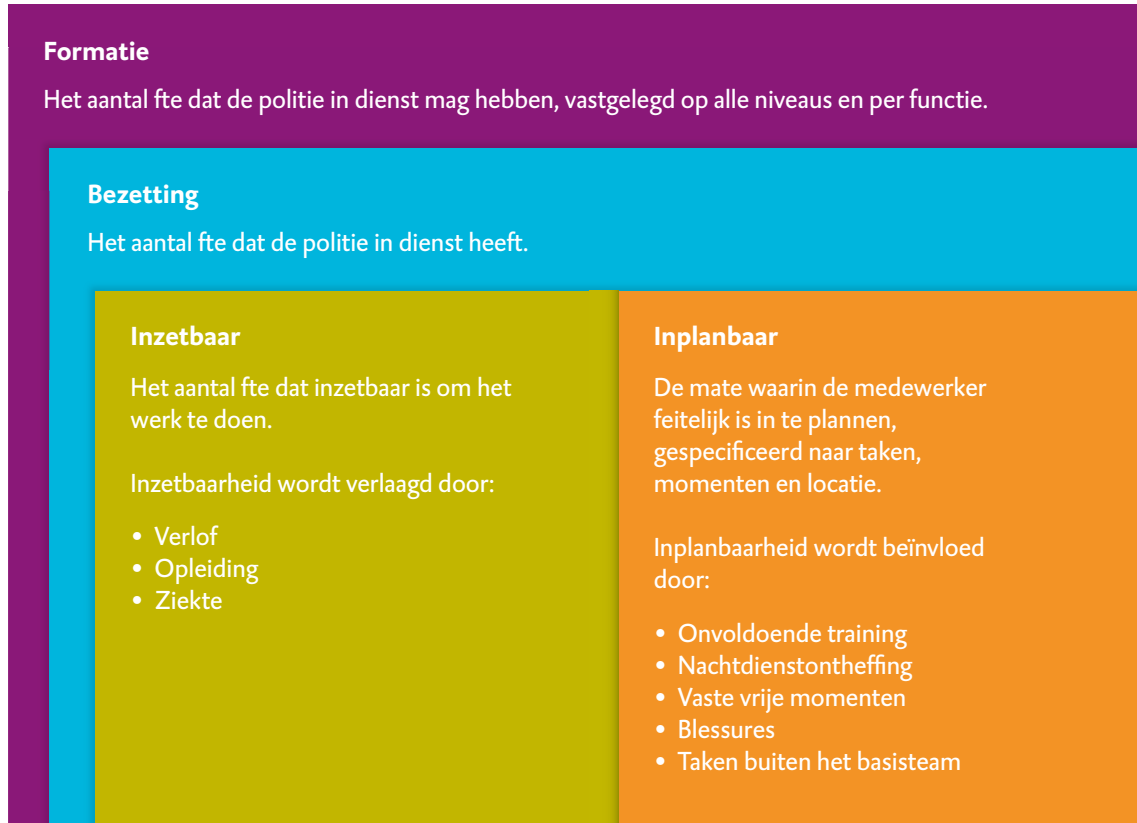 Formatie
Het aantal fte dat de politie in dienst mag hebben, vastgelegd op alle niveaus en per functie.
Bezetting
Het aantal fte dat de politie in dienst heeft.
Inzetbaar
Het aantal fte dat inzetbaar is om het
werk te doen.
Inzetbaarheid wordt verlaagd door:
• Verlof
• Opleiding
• Ziekte
Inplanbaar
De mate waarin de medewerker
feitelijk is in te plannen,
gespecificeerd naar taken,
momenten en locatie.
Inplanbaarheid wordt beïnvloed
door:
• Onvoldoende training
• Nachtdienstontheffing
• Vaste vrije momenten
• Blessures
• Taken buiten het basisteam